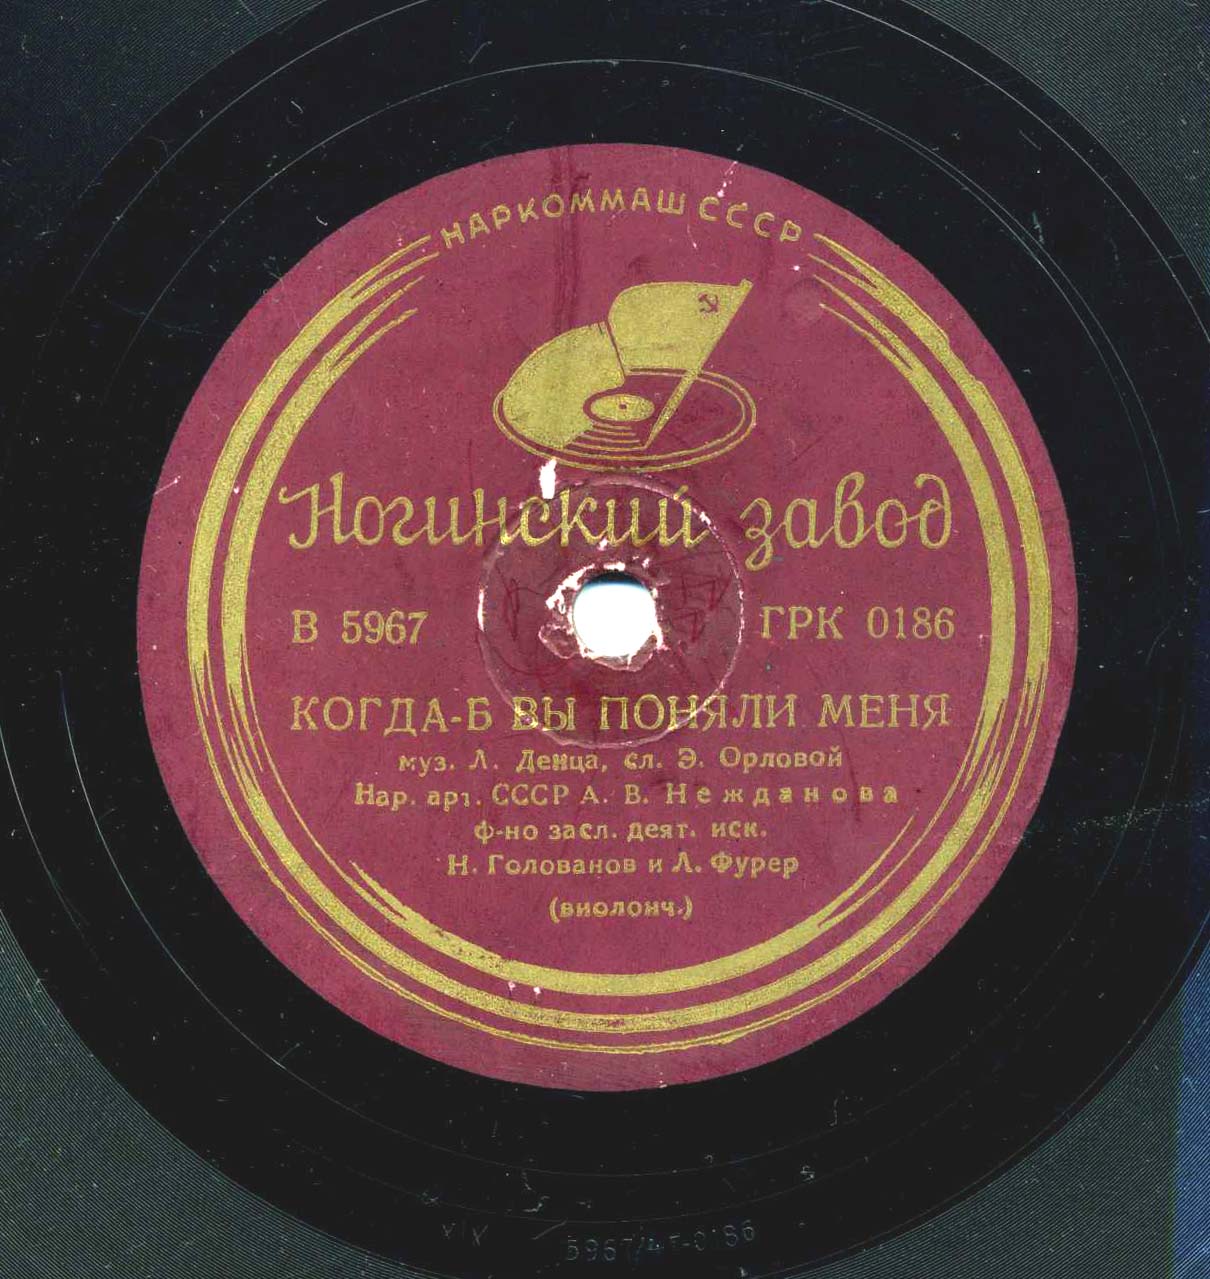 НАРКОММАШ СССР
Ногинский завод
В 5967 ГРК 0186
КОГДА-Б ВЫ ПОНЯЛИ МЕНЯ
муз. Л. Денца, сл. Э. Орловой
Нар. арт. СССР А. В. Нежданова
ф-но засл. деят. иск.
Н. Голованов и Л. Фурер
(виолонч.)